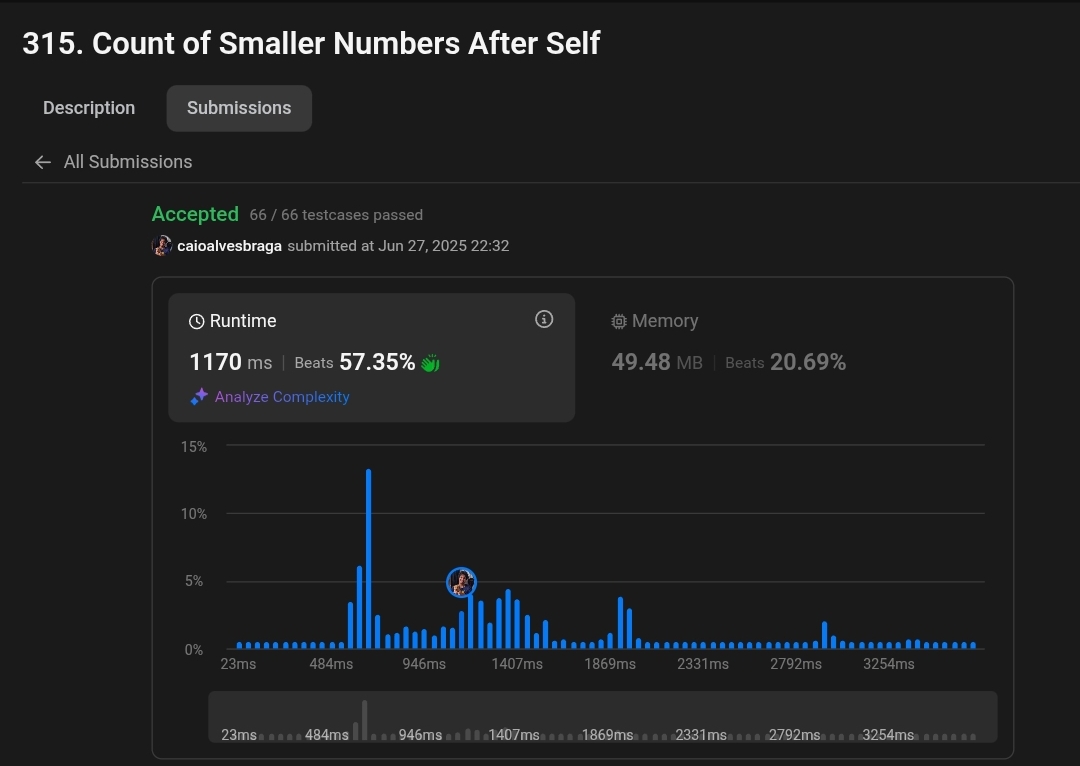 315. Count of Smaller Numbers After Self
Description Submissions
← All Submissions
Accepted 66 / 66 testcases passed
caioalvesbraga submitted at Jun 27, 2025 22:32
Runtime
1170 ms | Beats 57.35%
Analyze Complexity
Memory
49.48 MB | Beats 20.69%
15%
10%
5%
0%
23ms 484ms 946ms 1407ms 1869ms 2331ms 2792ms 3254ms
23ms 484ms 946ms 1407ms 1869ms 2331ms 2792ms 3254ms